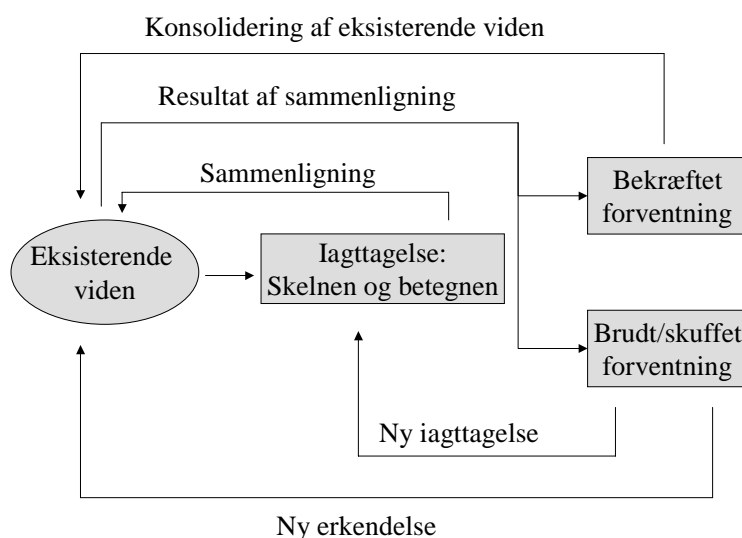 Konsolidering af eksisterende viden
Resultat af sammenligning
Sammenligning
Bekræftet
forventning
Eksisterende
viden
Iagttagelse:
Skelnen og betegnen
Brudt/skuffet
forventning
Ny iagttagelse
Ny erkendelse